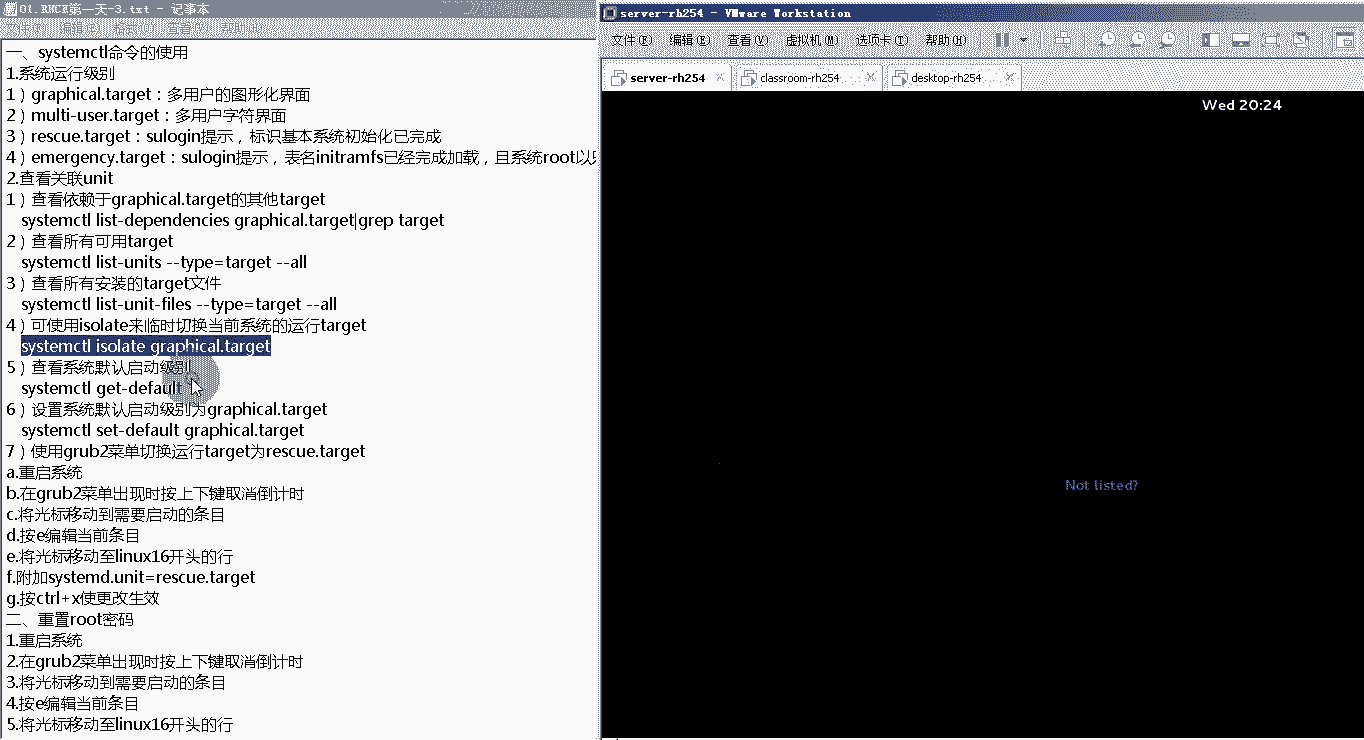 01.RHCE第一天-3.txt - 记事本
一、systemctl命令的使用
1.系统运行级别
1）graphical.target：多用户的图形化界面
2）multi-user.target：多用户字符界面
3）rescue.target：sulogin提示，标识基本系统初始化已完成
4）emergency.target：sulogin提示，表名initramfs已经完成加载，且系统root以
2.查看关联unit
1）查看依赖于graphical.target的其他target
systemctl list-dependencies graphical.target|grep target
2）查看所有可用target
systemctl list-units --type=target --all
3）查看所有安装的target文件
systemctl list-unit-files --type=target --all
4）可使用isolate来临时切换当前系统的运行target
systemctl isolate graphical.target
5）查看系统默认启动级别
systemctl get-default
6）设置系统默认启动级别为graphical.target
systemctl set-default graphical.target
7）使用grub2菜单切换运行target为rescue.target
a.重启系统
b.在grub2菜单出现时按上下键取消倒计时
c.将光标移动到需要启动的条目
d.按e编辑当前条目
e.将光标移动至linux16开头的行
f.附加systemd.unit=rescue.target
g.按ctrl+x使更改生效
二、重置root密码
1.重启系统
2.在grub2菜单出现时按上下键取消倒计时
3.将光标移动到需要启动的条目
4.按e编辑当前条目
5.将光标移动至linux16开头的行
server-rh254 - VMware Workstation
文件(F) 编辑(E) 查看(V) 虚拟机(M) 选项卡(T) 帮助(H)
server-rh254 classroom-rh254... desktop-rh254...
Wed 20:24
Not listed?